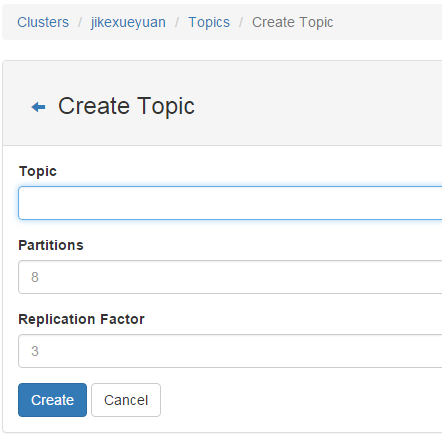 Clusters / jikexueyuan / Topics / Create Topic
Create Topic
Topic
Partitions
8
Replication Factor
3
Create Cancel